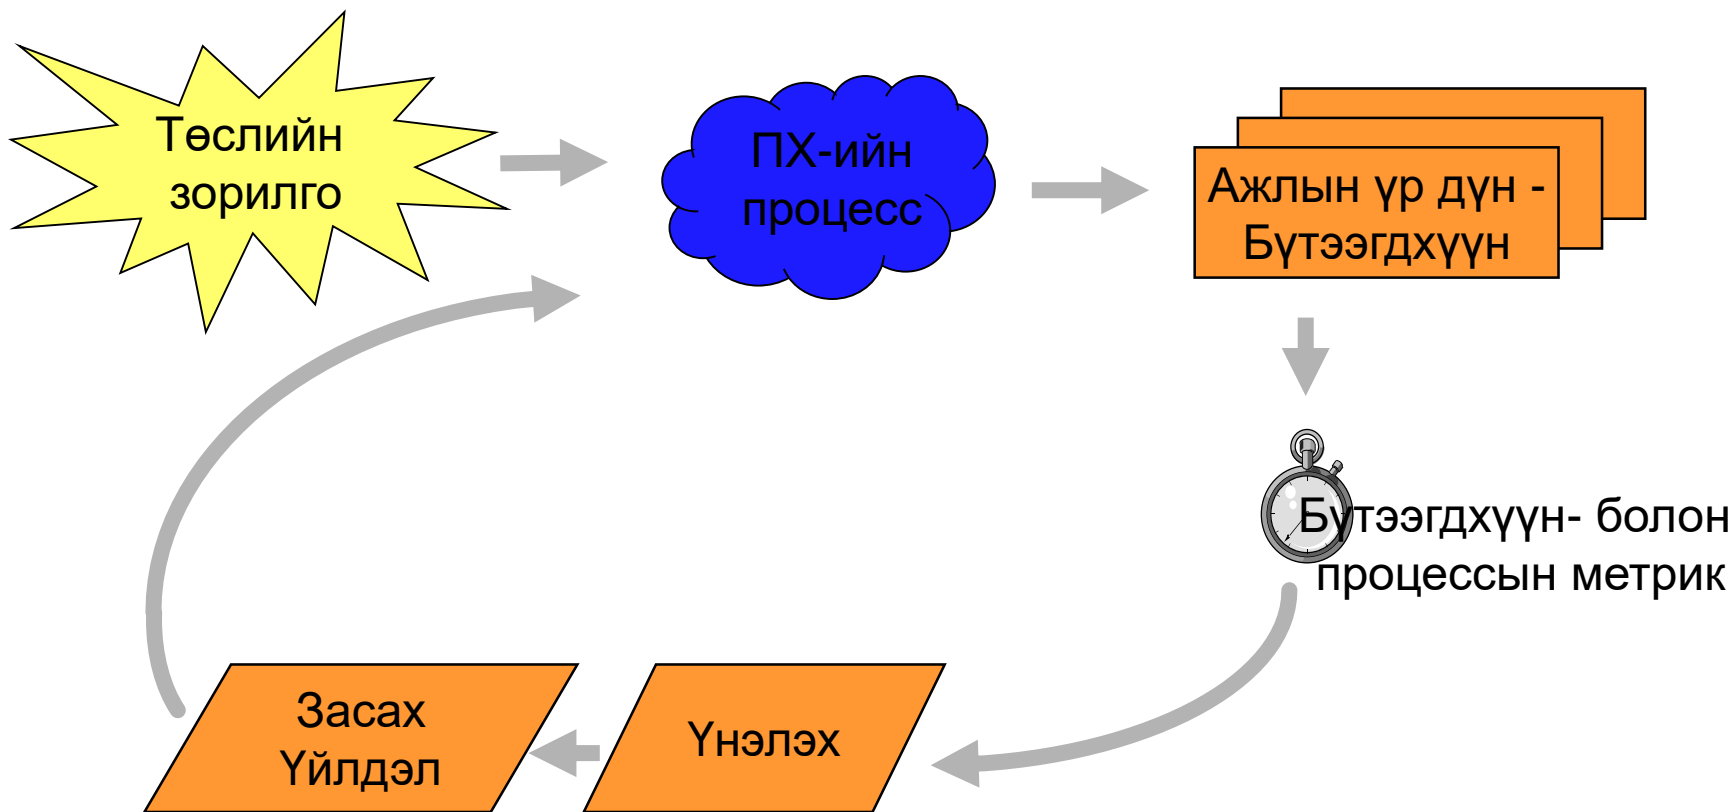 Төслийн
зорилго
ПХ-ийн
процесс
Ажлын үр дүн -
Бүтээгдхүүн
Бүтээгдхүүн- болон
процессын метрик
Үнэлэх
Засах
Үйлдэл